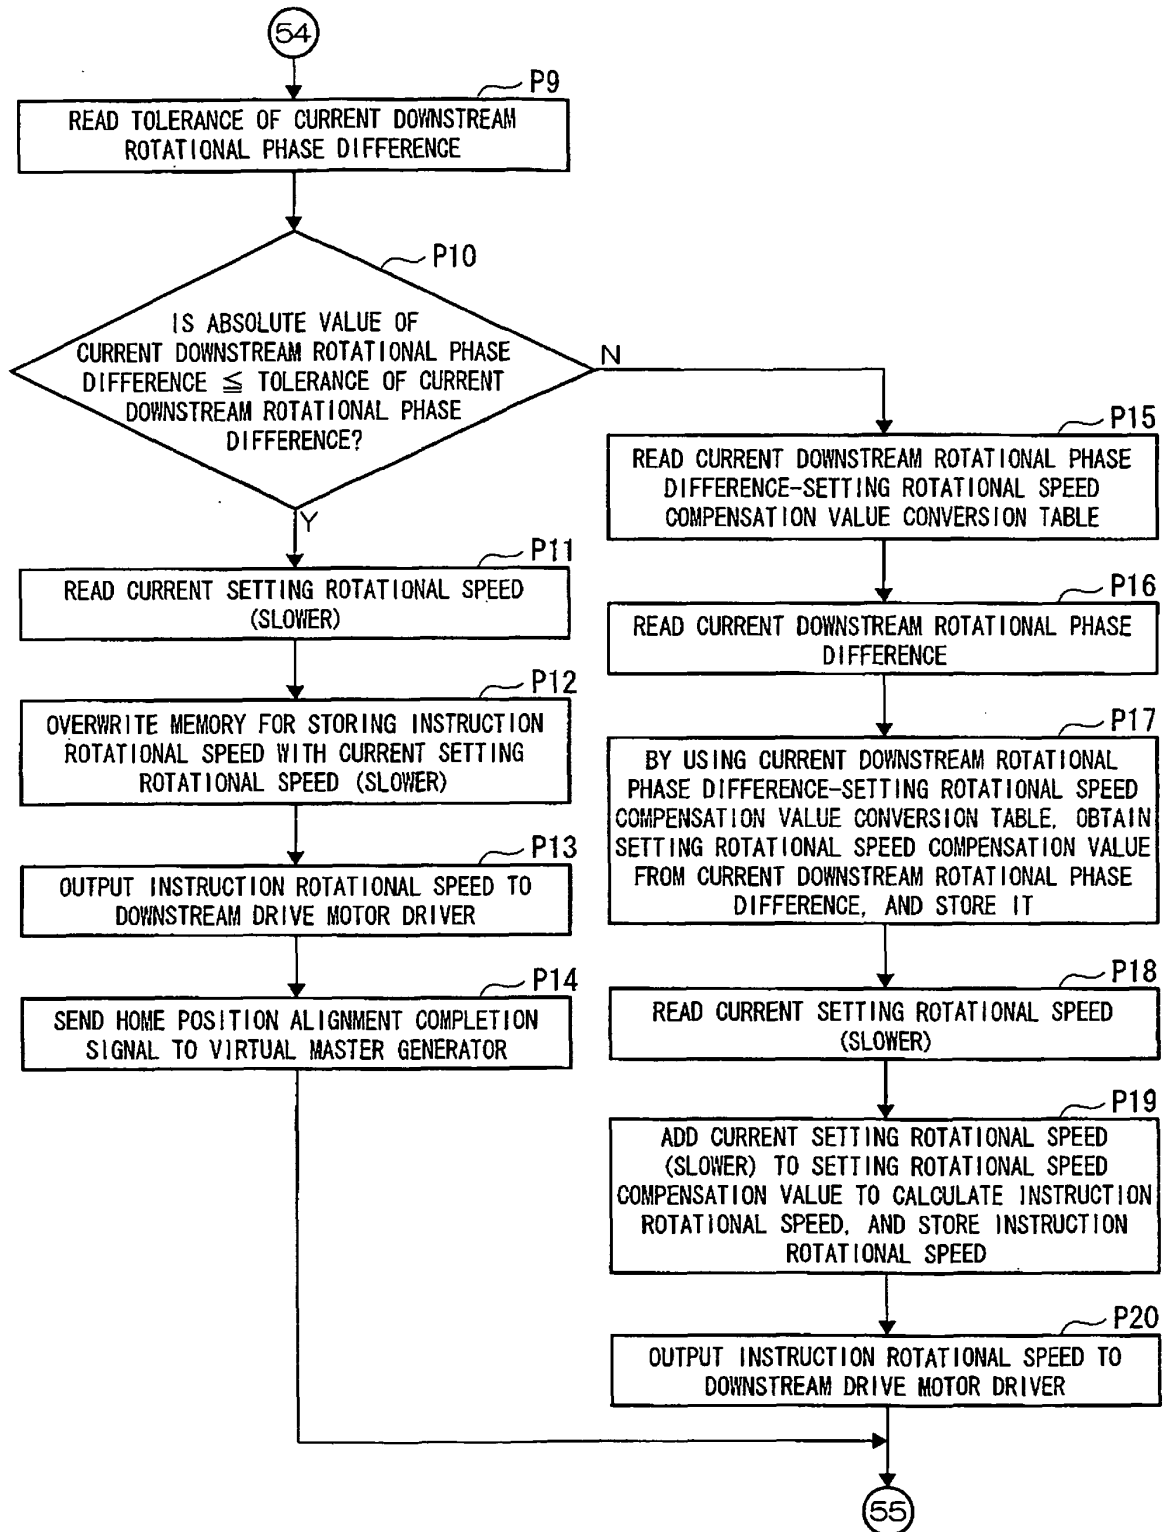 54
P9
READ TOLERANCE OF CURRENT DOWNSTREAM
ROTATIONAL PHASE DIFFERENCE
P10
IS ABSOLUTE VALUE OF
CURRENT DOWNSTREAM ROTATIONAL PHASE
DIFFERENCE ≦ TOLERANCE OF CURRENT
DOWNSTREAM ROTATIONAL PHASE
DIFFERENCE?
N
Y
P11
READ CURRENT SETTING ROTATIONAL SPEED
(SLOWER)
P12
OVERWRITE MEMORY FOR STORING INSTRUCTION
ROTATIONAL SPEED WITH CURRENT SETTING
ROTATIONAL SPEED (SLOWER)
P13
OUTPUT INSTRUCTION ROTATIONAL SPEED TO
DOWNSTREAM DRIVE MOTOR DRIVER
P14
SEND HOME POSITION ALIGNMENT COMPLETION
SIGNAL TO VIRTUAL MASTER GENERATOR
P15
READ CURRENT DOWNSTREAM ROTATIONAL PHASE
DIFFERENCE-SETTING ROTATIONAL SPEED
COMPENSATION VALUE CONVERSION TABLE
P16
READ CURRENT DOWNSTREAM ROTATIONAL PHASE
DIFFERENCE
P17
BY USING CURRENT DOWNSTREAM ROTATIONAL
PHASE DIFFERENCE-SETTING ROTATIONAL SPEED
COMPENSATION VALUE CONVERSION TABLE, OBTAIN
SETTING ROTATIONAL SPEED COMPENSATION VALUE
FROM CURRENT DOWNSTREAM ROTATIONAL PHASE
DIFFERENCE, AND STORE IT
P18
READ CURRENT SETTING ROTATIONAL SPEED
(SLOWER)
P19
ADD CURRENT SETTING ROTATIONAL SPEED
(SLOWER) TO SETTING ROTATIONAL SPEED
COMPENSATION VALUE TO CALCULATE INSTRUCTION
ROTATIONAL SPEED, AND STORE INSTRUCTION
ROTATIONAL SPEED
P20
OUTPUT INSTRUCTION ROTATIONAL SPEED TO
DOWNSTREAM DRIVE MOTOR DRIVER
55